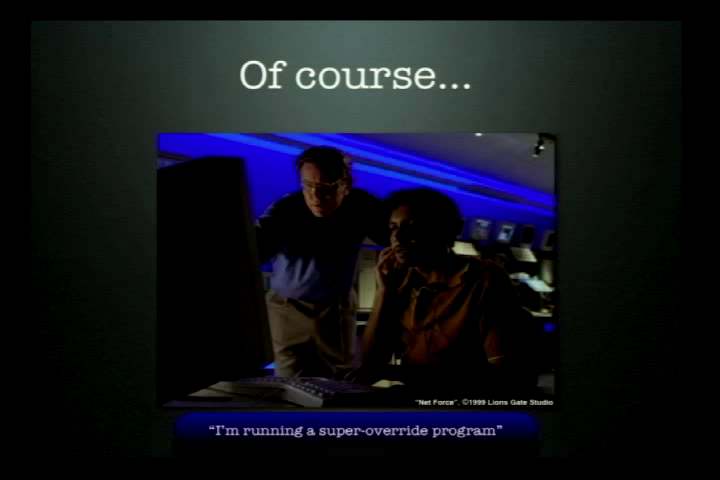 Of course...
"Net Force", ©1999 Lions Gate Studio
"I'm running a super-override program"